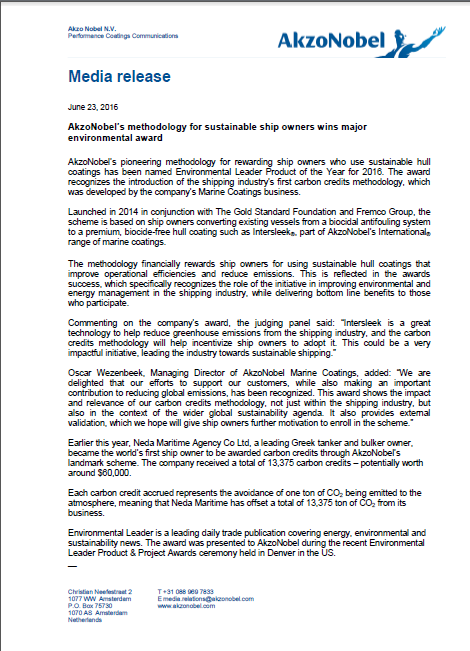 Akzo Nobel N.V.
Performance Coatings Communications
AkzoNobel
Media release
June 23, 2016
AkzoNobel's methodology for sustainable ship owners wins major
environmental award
AkzoNobel's pioneering methodology for rewarding ship owners who use sustainable hull
coatings has been named Environmental Leader Product of the Year for 2016. The award
recognizes the introduction of the shipping industry's first carbon credits methodology, which
was developed by the company's Marine Coatings business.
Launched in 2014 in conjunction with The Gold Standard Foundation and Fremco Group, the
scheme is based on ship owners converting existing vessels from a biocidal antifouling system
to a premium, biocide-free hull coating such as Intersleek®, part of AkzoNobel's International®
range of marine coatings.
The methodology financially rewards ship owners for using sustainable hull coatings that
improve operational efficiencies and reduce emissions. This is reflected in the awards
success, which specifically recognizes the role of the initiative in improving environmental and
energy management in the shipping industry, while delivering bottom line benefits to those
who participate.
Commenting on the company's award, the judging panel said: "Intersleek is a great
technology to help reduce greenhouse emissions from the shipping industry, and the carbon
credits methodology will help incentivize ship owners to adopt it. This could be a very
impactful initiative, leading the industry towards sustainable shipping."
Oscar Wezenbeek, Managing Director of AkzoNobel Marine Coatings, added: "We are
delighted that our efforts to support our customers, while also making an important
contribution to reducing global emissions, has been recognized. This award shows the impact
and relevance of our carbon credits methodology, not just within the shipping industry, but
also in the context of the wider global sustainability agenda. It also provides external
validation, which we hope will give ship owners further motivation to enroll in the scheme."
Earlier this year, Neda Maritime Agency Co Ltd, a leading Greek tanker and bulker owner,
became the world's first ship owner to be awarded carbon credits through AkzoNobel's
landmark scheme. The company received a total of 13,375 carbon credits – potentially worth
around $60,000.
Each carbon credit accrued represents the avoidance of one ton of CO₂ being emitted to the
atmosphere, meaning that Neda Maritime has offset a total of 13,375 ton of CO₂ from its
business.
Environmental Leader is a leading daily trade publication covering energy, environmental and
sustainability news. The award was presented to AkzoNobel during the recent Environmental
Leader Product & Project Awards ceremony held in Denver in the US.
—
Christian Neefestraat 2 T +31 088 969 7833
1077 WW Amsterdam E media.relations@akzonobel.com
P.O. Box 75730 www.akzonobel.com
1070 AS Amsterdam
Netherlands